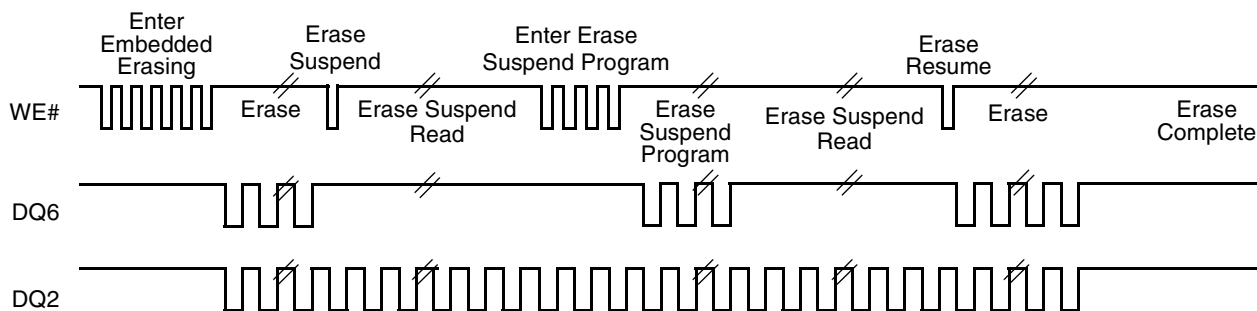 Enter
Embedded
Erasing
Erase
Suspend
Enter Erase
Suspend Program
Erase
Resume
WE#
Erase
Erase Suspend
Read
Erase
Suspend
Program
Erase Suspend
Read
Erase
Erase
Complete
DQ6
DQ2